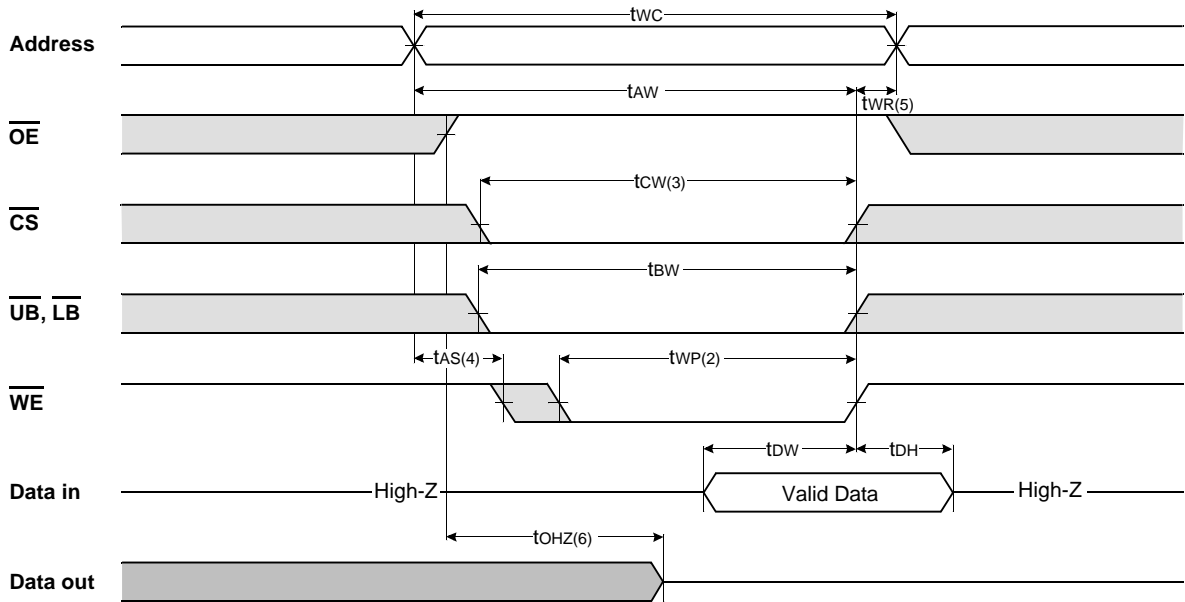 tWC
Address
tAW
tWR(5)
OE
tCW(3)
CS
tBW
UB, LB
tAS(4)
tWP(2)
WE
tDW
tDH
Data in
High-Z
Valid Data
High-Z
tOHZ(6)
Data out